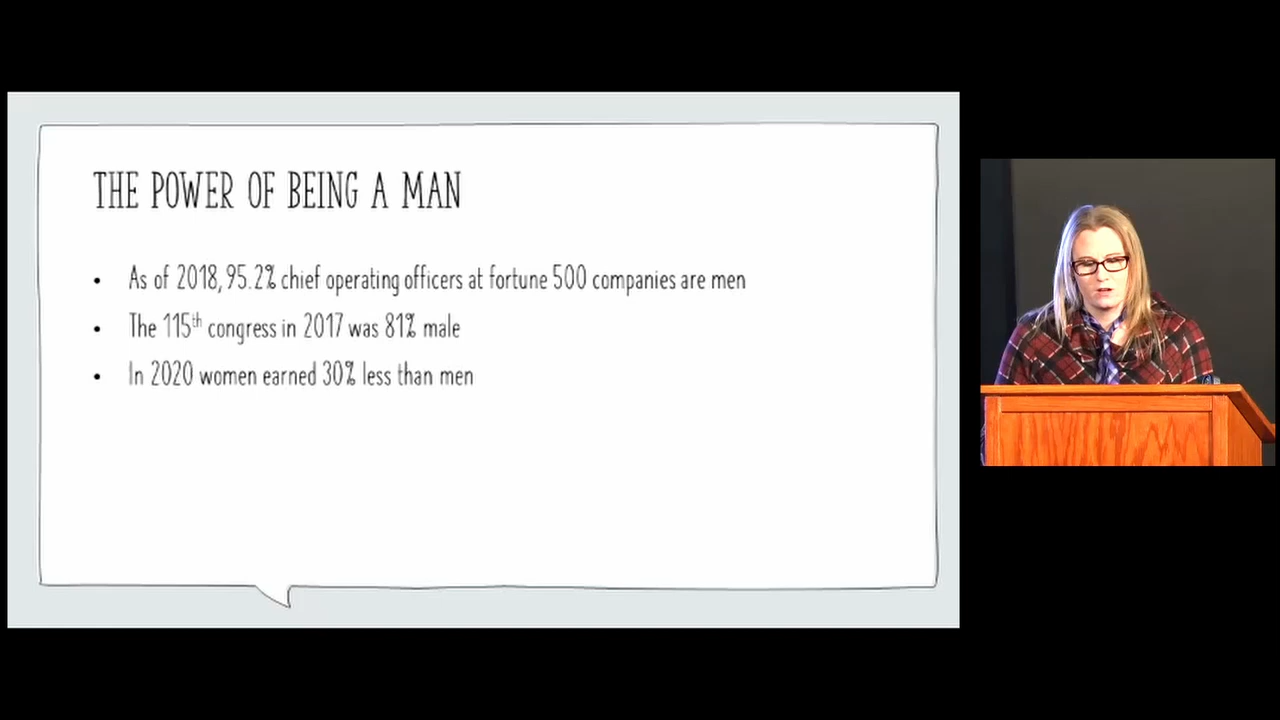 THE POWER OF BEING A MAN
• As of 2018, 95.2% chief operating officers at fortune 500 companies are men
• The 115th congress in 2017 was 81% male
• In 2020 women earned 30% less than men